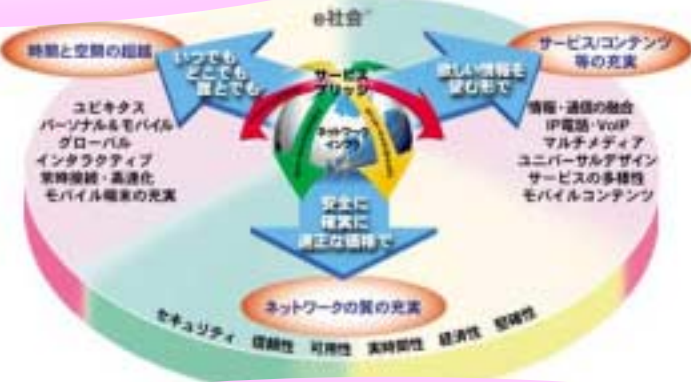 e社会
時間と空間の超越
いつでも
どこでも
誰とでも
サービス
ブリッジ
ネットワーク
インフラ
欲しい情報を
望む形で
サービス/コンテンツ
等の充実
ユビキタス
パーソナル&モバイル
グローバル
インタラクティブ
常時接続・高速化
モバイル端末の充実
情報・通信の融合
IP電話・VoIP
マルチメディア
ユニバーサルデザイン
サービスの多様性
モバイルコンテンツ
安全に
確実に
適正な価格で
ネットワークの質の充実
セキュリティ 信頼性 可用性 実時間性 経済性 堅確性